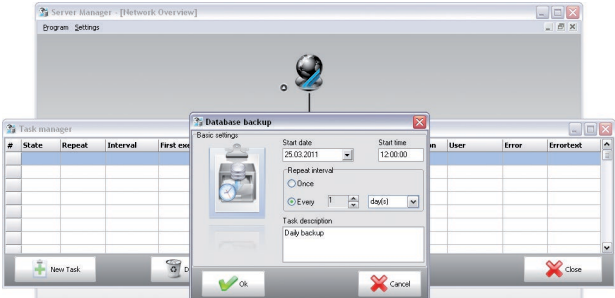 Server Manager - [Network Overview]
Program Settings
Task manager
# State Repeat Interval First exe
User Error Errortext
Database backup
Basic settings
Start date Start time
25.03.2011 12:00:00
Repeat interval
Once
Every 1 day(s)
Task description
Daily backup
New Task
Ok Cancel
Close